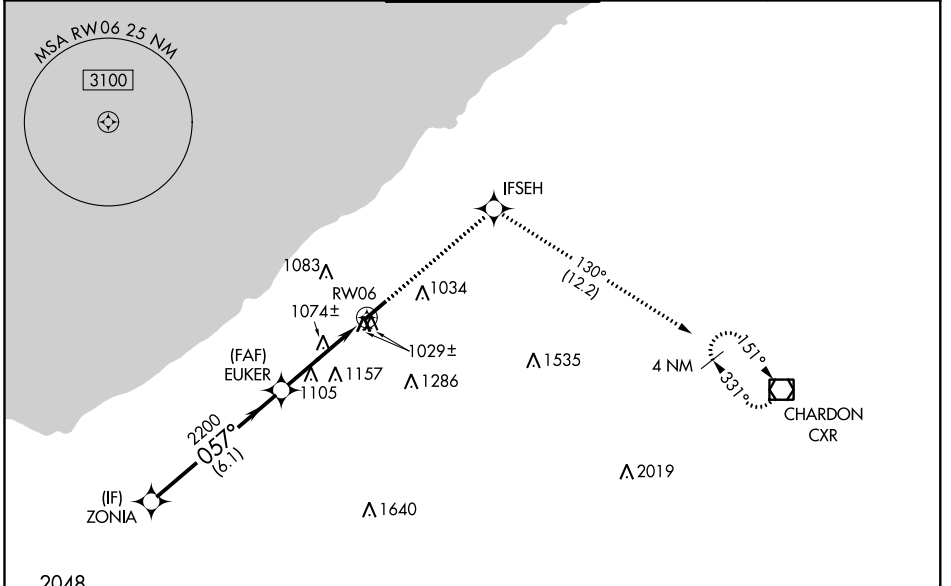 MSA RW06 25 NM
3100
IFSEH
130°
(12.2)
1083
RW06
1034
1074±
1029±
(FAF)
EUKER
1105
1157
1286
1535
4 NM
151°
331°
CHARDON
CXR
2200
057°
(6.1)
(IF)
ZONIA
2019
1640
2048